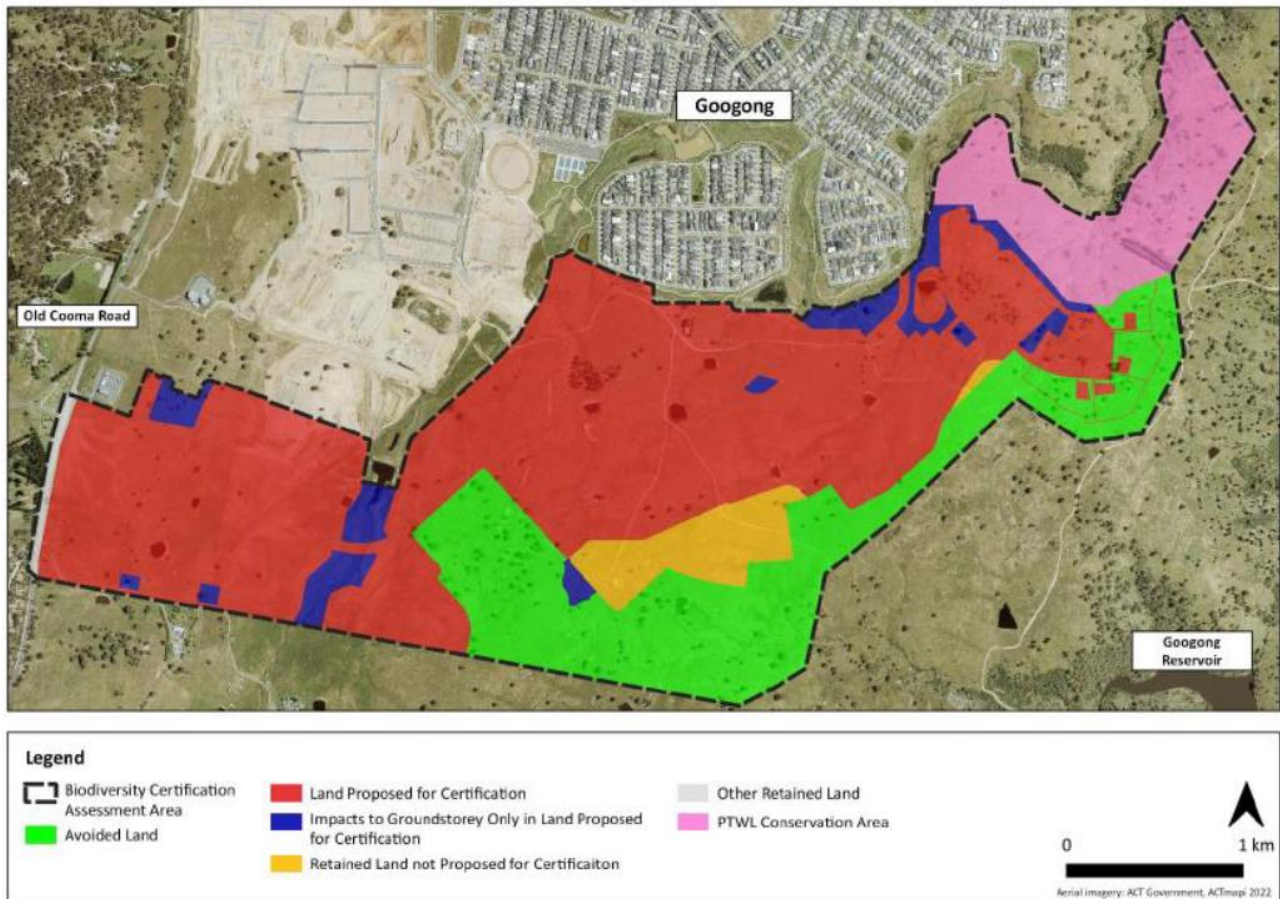 Googong
Old Cooma Road
Googong
Reservoir
Legend
Biodiversity Certification
Assessment Area
Avoided Land
Land Proposed for Certification
Impacts to Groundstorey Only in Land Proposed
for Certification
Retained Land not Proposed for Certificaiton
Other Retained Land
PTWL Conservation Area
0 1 km
Aerial imagery: ACT Government, ACTmapi 2022